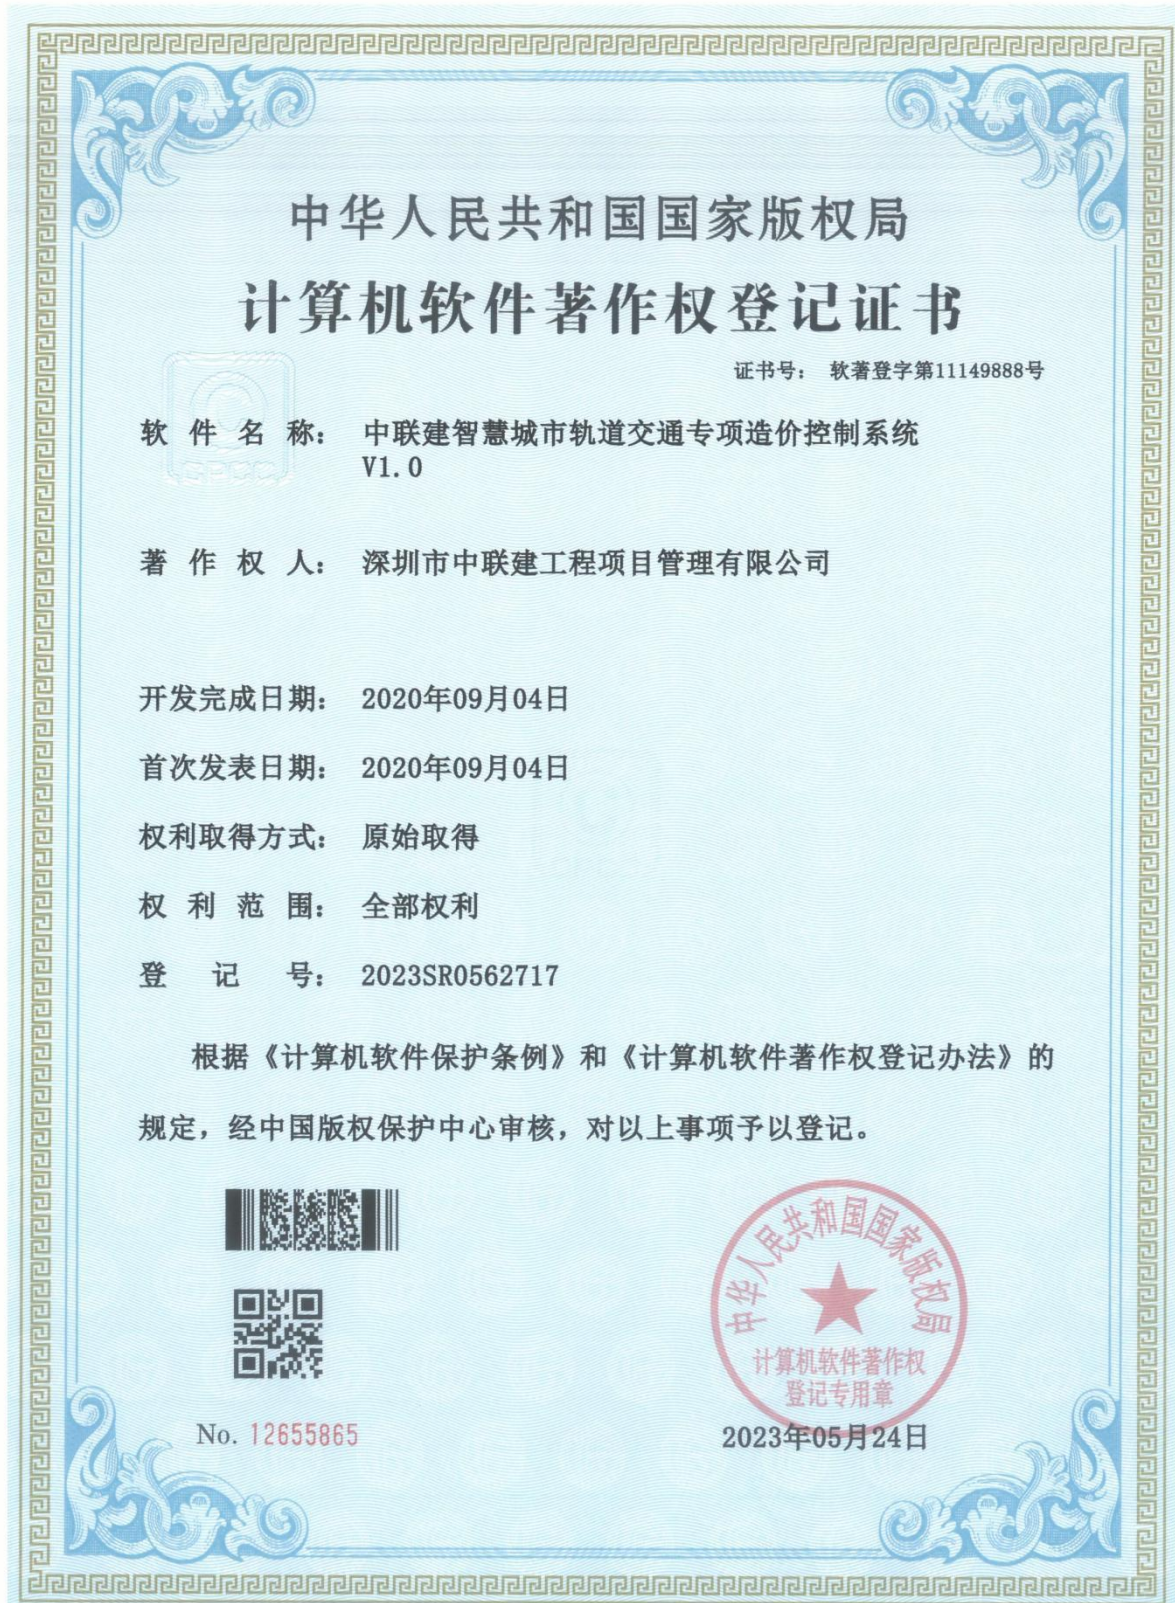 中华人民共和国国家版权局
计算机软件著作权登记证书
证书号： 软著登字第11149888号
软件名称： 中联建智慧城市轨道交通专项造价控制系统
V1.0
著作权人： 深圳市中联建工程项目管理有限公司
开发完成日期： 2020年09月04日
首次发表日期： 2020年09月04日
权利取得方式： 原始取得
权利范围： 全部权利
登记号： 2023SR0562717
根据《计算机软件保护条例》和《计算机软件著作权登记办法》的
规定，经中国版权保护中心审核，对以上事项予以登记。
中华人民共和国国家版权局
计算机软件著作权
登记专用章
No. 12655865
2023年05月24日